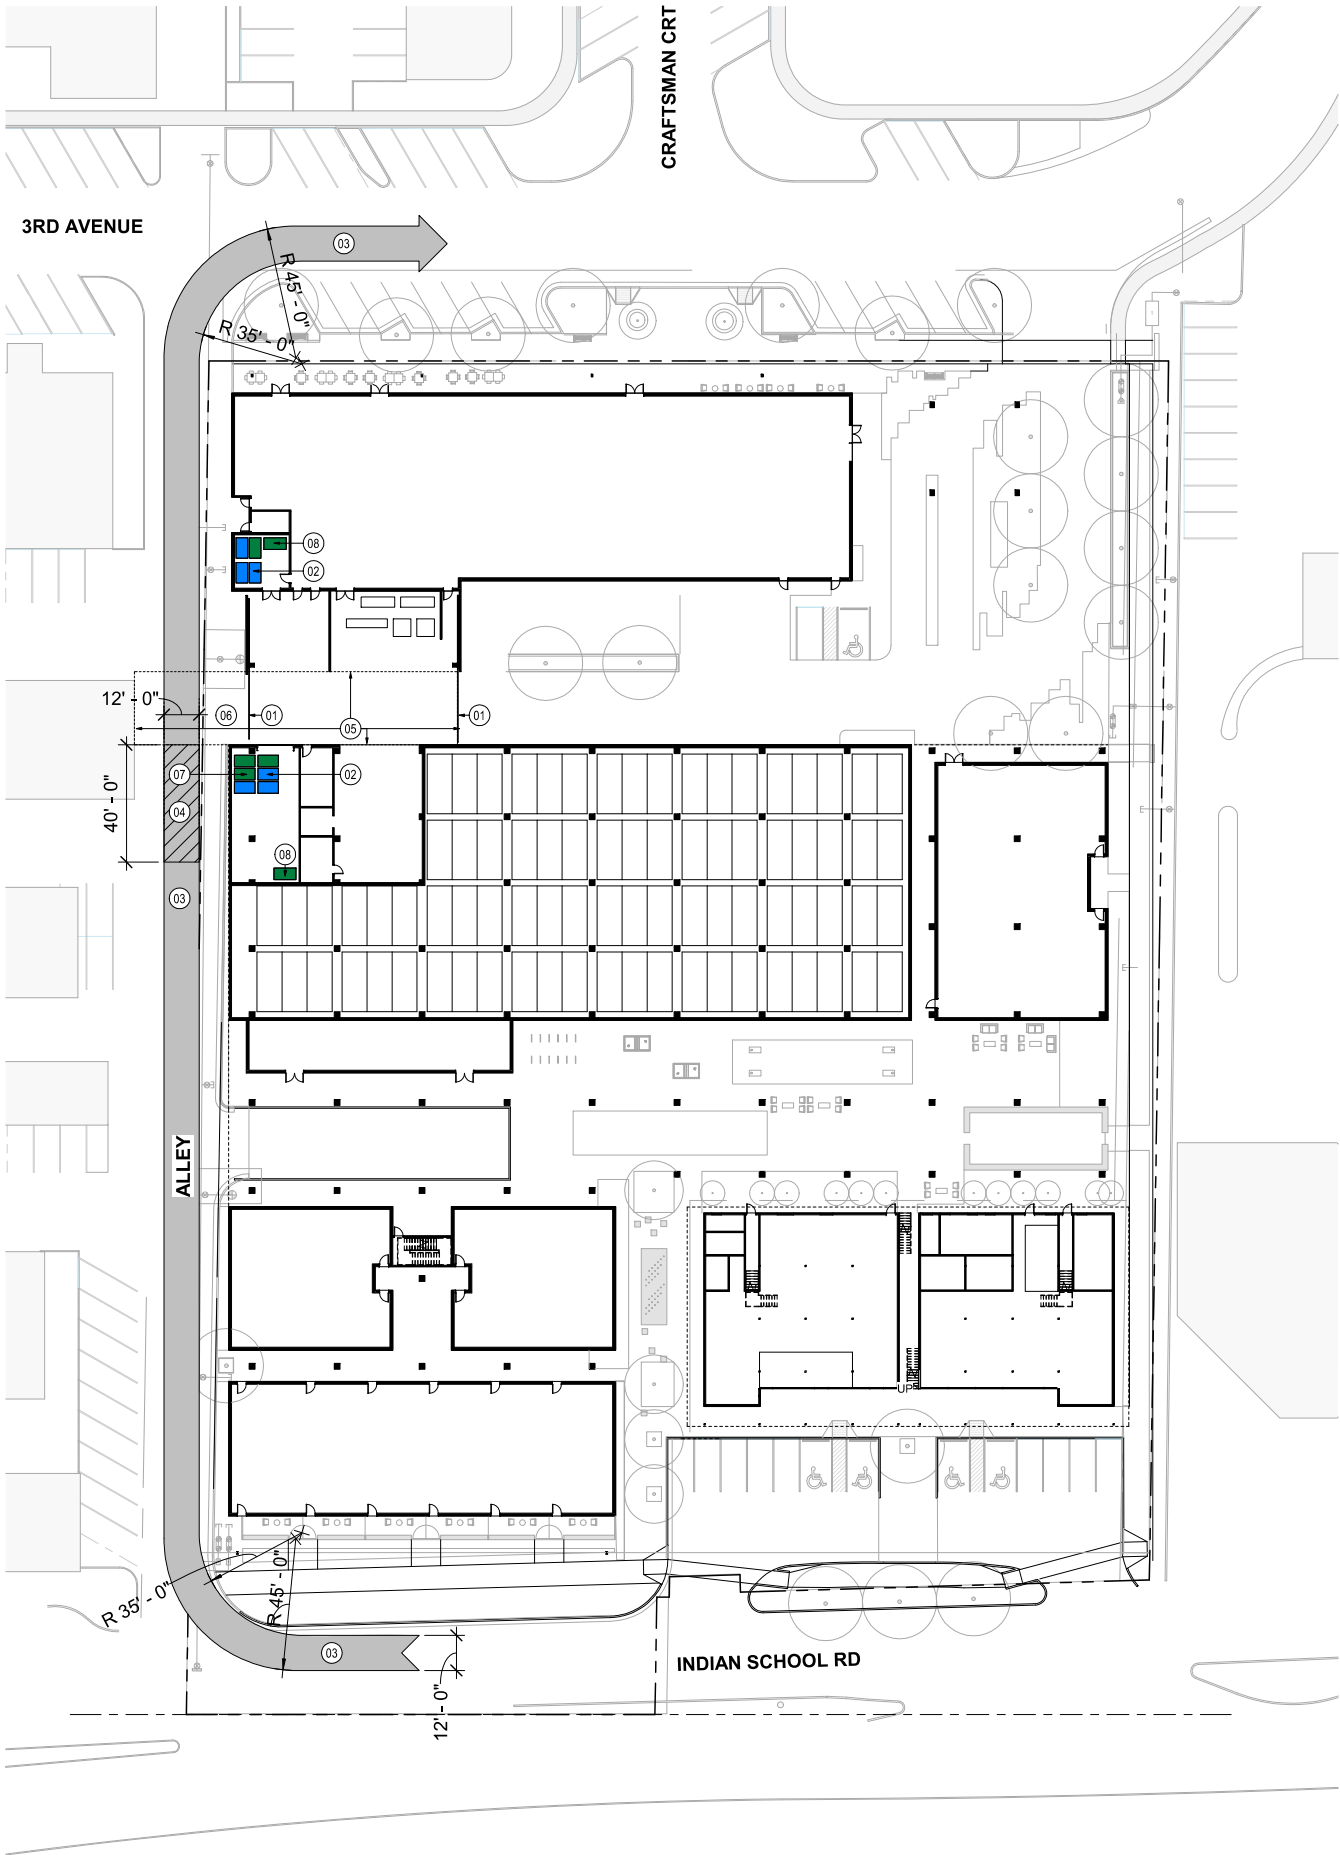 CRAFTSMAN CRT
3RD AVENUE
03
R 45' - 0"
R 35' - 0"
08
02
12' - 0"
06
01
05
01
07
02
04
40' - 0"
08
03
ALLEY
UP
R 35' - 0"
R 45' - 0"
03
INDIAN SCHOOL RD
12' - 0"